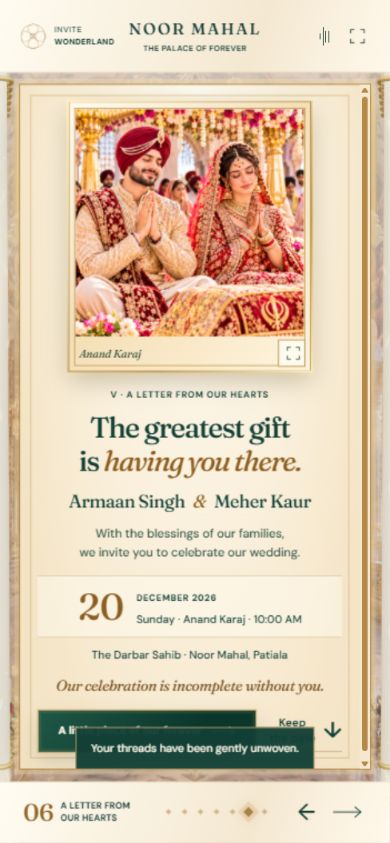 INVITE
WONDERLAND
NOOR MAHAL
THE PALACE OF FOREVER
Anand Karaj
V · A LETTER FROM OUR HEARTS
The greatest gift
is having you there.
Armaan Singh & Meher Kaur
With the blessings of our families,
we invite you to celebrate our wedding.
20
DECEMBER 2026
Sunday · Anand Karaj · 10:00 AM
The Darbar Sahib · Noor Mahal, Patiala
Our celebration is incomplete without you.
Keep
Your threads have been gently unwoven.
06
A LETTER FROM
OUR HEARTS